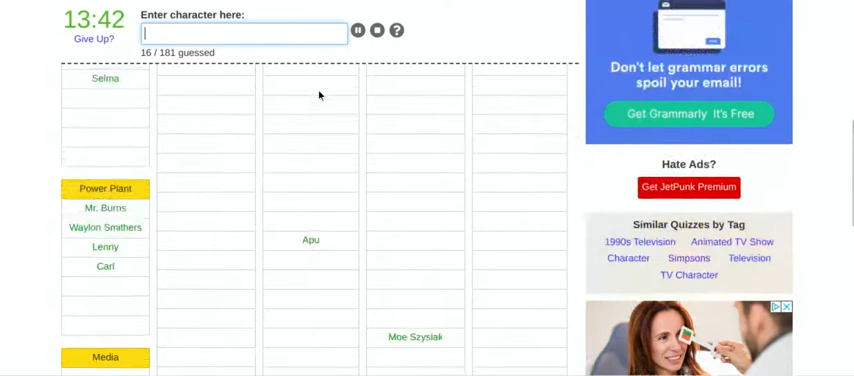 13:42
Give Up?
Enter character here:
?
16 / 181 guessed
Selma
Power Plant
Mr. Burns
Waylon Smithers
Lenny
Carl
Media
Apu
Moe Szyslak
Don't let grammar errors
spoil your email!
Get Grammarly It's Free
Hate Ads?
Get JetPunk Premium
Similar Quizzes by Tag
1990s Television Animated TV Show
Character Simpsons Television
TV Character